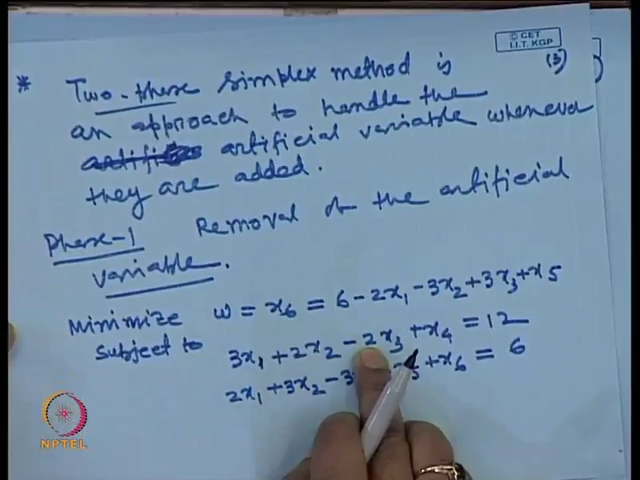 © CET
I.I.T. KGP
(3)
* Two-phase simplex method is
an approach to handle the
artificial variable whenever
they are added.
Phase-1 Removal of the artificial
variable.
Minimize w = x6 = 6-2x1-3x2+3x3+x5
subject to
3x1+2x2-2x3+x4 = 12
2x1+3x2-3 +x6 = 6
NPTEL